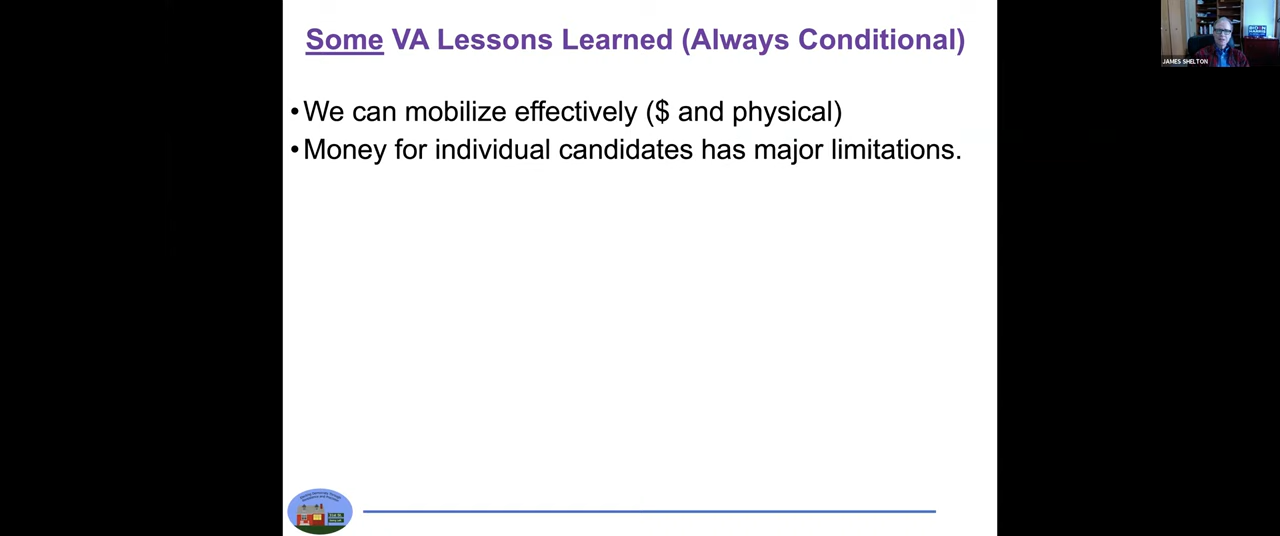 Some VA Lessons Learned (Always Conditional)
JAMES SHELTON
•We can mobilize effectively ($ and physical)
•Money for individual candidates has major limitations.